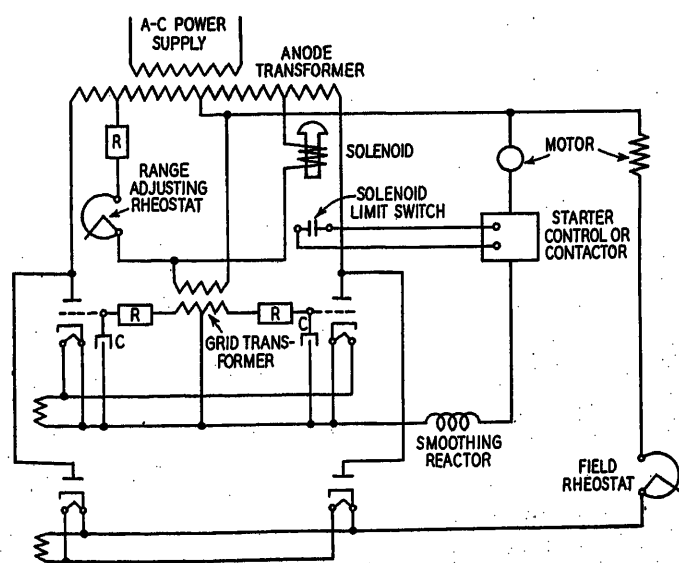 A-C POWER
SUPPLY
ANODE
TRANSFORMER
R
SOLENOID
MOTOR
RANGE
ADJUSTING
RHEOSTAT
SOLENOID
LIMIT SWITCH
STARTER
CONTROL OR
CONTACTOR
R
R
C
C
GRID TRANS-
FORMER
SMOOTHING
REACTOR
FIELD
RHEOSTAT